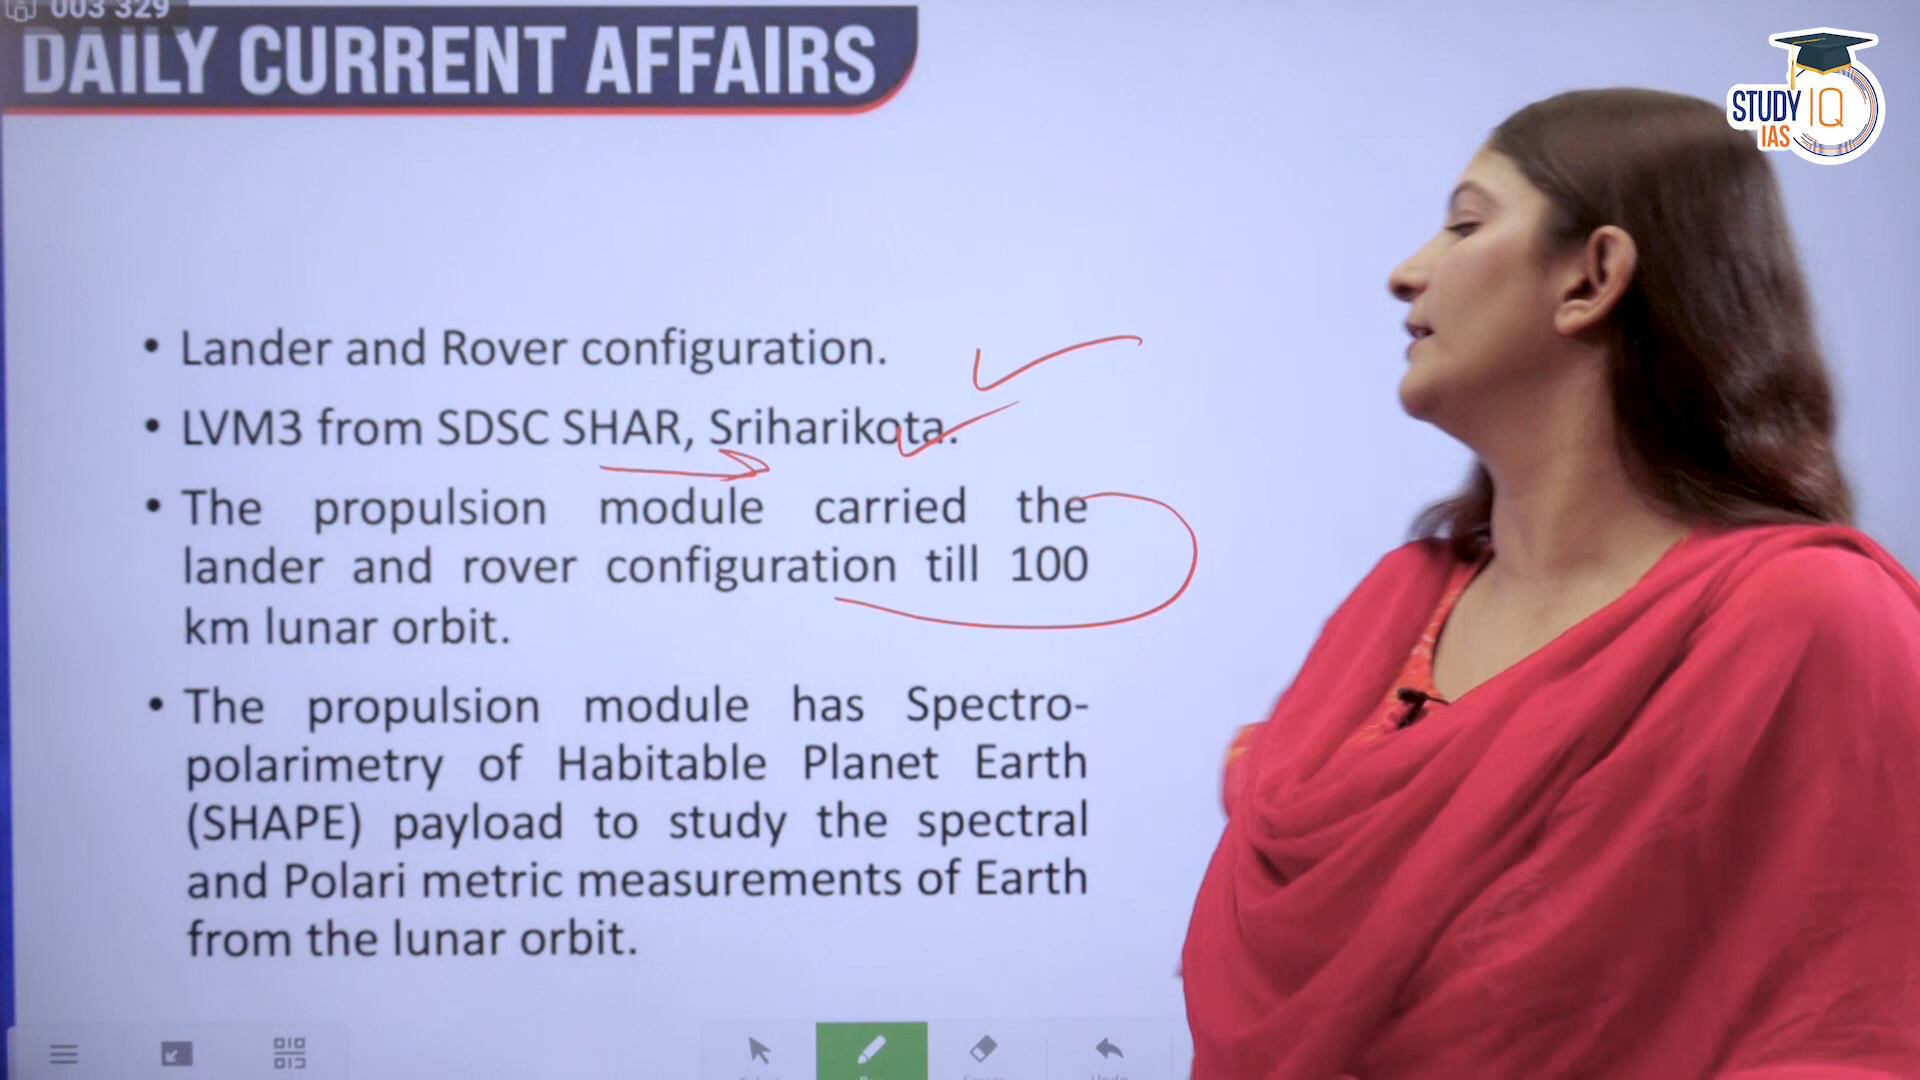 003 329
DAILY CURRENT AFFAIRS
STUDY IQ
IAS
• Lander and Rover configuration.
• LVM3 from SDSC SHAR, Sriharikota.
• The propulsion module carried the
lander and rover configuration till 100
km lunar orbit.
• The propulsion module has Spectro-
polarimetry of Habitable Planet Earth
(SHAPE) payload to study the spectral
and Polari metric measurements of Earth
from the lunar orbit.